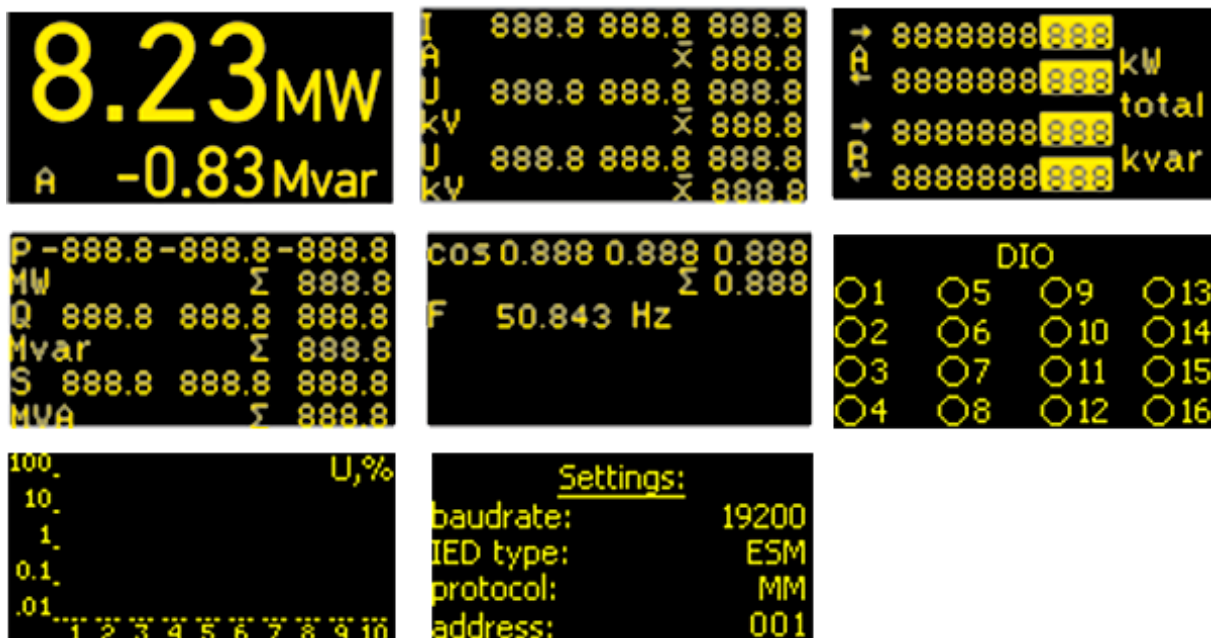 8.23 MW
A -0.83 Mvar
I 888.8 888.8 888.8
A x̄ 888.8
U 888.8 888.8 888.8
kV x̄ 888.8
U 888.8 888.8 888.8
kV x̄ 888.8
→ 8888888888
A kW
← 8888888888
total
→ 8888888888
R kvar
← 8888888888
P -888.8 -888.8 -888.8
MW Σ 888.8
Q 888.8 888.8 888.8
Mvar Σ 888.8
S 888.8 888.8 888.8
MVA Σ 888.8
cos 0.888 0.888 0.888
Σ 0.888
F 50.843 Hz
DIO
1 5 9 13
2 6 10 14
3 7 11 15
4 8 12 16
100 U,%
10
1
0.1
.01
1 2 3 4 5 6 7 8 9 10
Settings:
baudrate: 19200
IED type: ESM
protocol: MM
address: 001